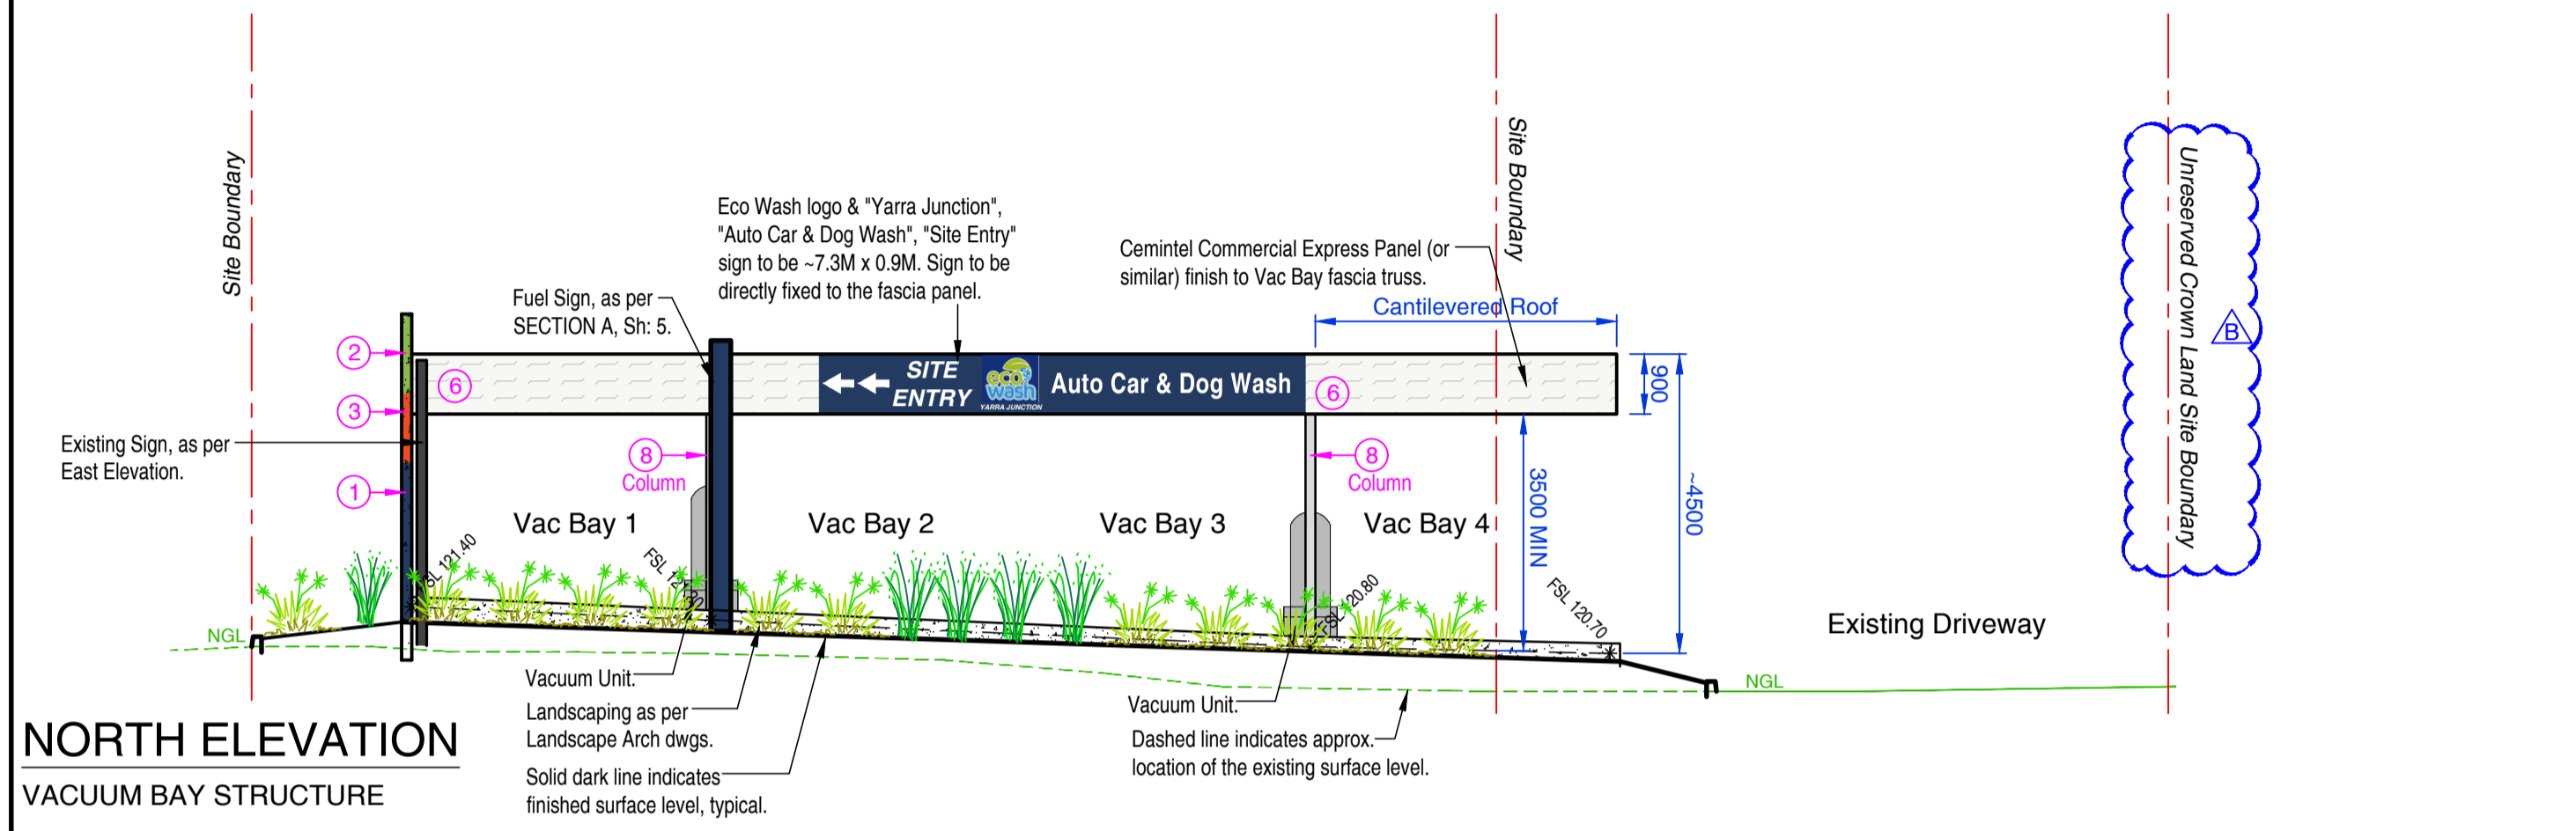 Site Boundary
Site Boundary
Unreserved Crown Land Site Boundary
B
Eco Wash logo & "Yarra Junction",
"Auto Car & Dog Wash", "Site Entry"
sign to be ~7.3M x 0.9M. Sign to be
directly fixed to the fascia panel.
Cemintel Commercial Express Panel (or
similar) finish to Vac Bay fascia truss.
Fuel Sign, as per
SECTION A, Sh: 5.
Cantilevered Roof
2
6
SITE
ENTRY
eco
wash
YARRA JUNCTION
Auto Car & Dog Wash
6
900
3
Existing Sign, as per
East Elevation.
8
Column
8
Column
1
3500 MIN
~4500
Vac Bay 1
Vac Bay 2
Vac Bay 3
Vac Bay 4
121.40
FSL
20.80
FSL 120.70
Existing Driveway
NGL
NGL
Vacuum Unit.
Landscaping as per
Landscape Arch dwgs.
Solid dark line indicates
finished surface level, typical.
Vacuum Unit.
Dashed line indicates approx.
location of the existing surface level.
NORTH ELEVATION
VACUUM BAY STRUCTURE